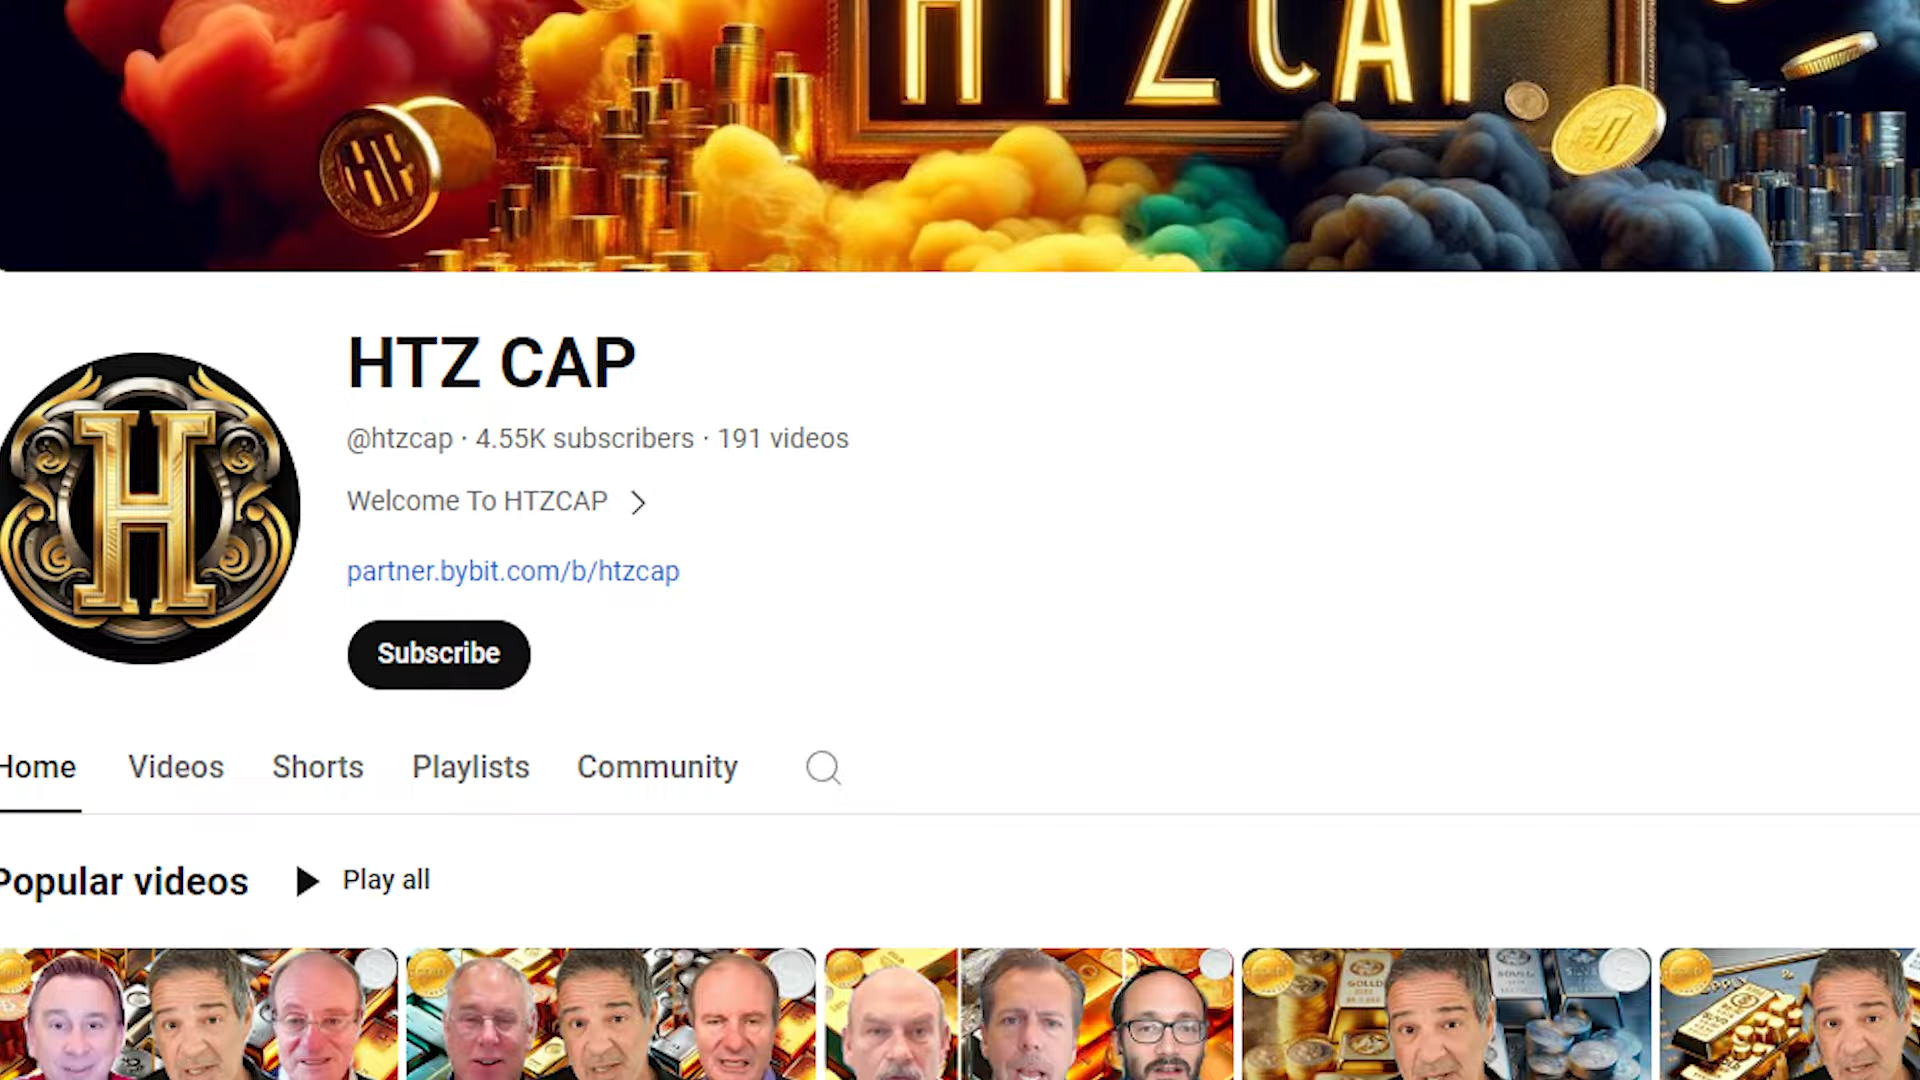 HTZCAP
HTZ CAP
@htzcap · 4.55K subscribers · 191 videos
Welcome To HTZCAP
partner.bybit.com/b/htzcap
Subscribe
Home Videos Shorts Playlists Community
Popular videos Play all